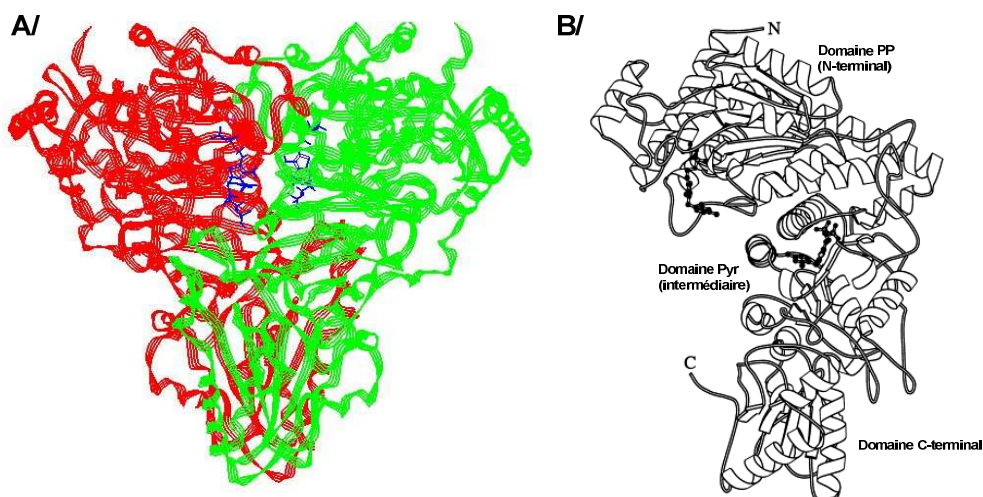 A/
B/
N
Domaine PP
(N-terminal)
Domaine Pyr
(intermédiaire)
C
Domaine C-terminal